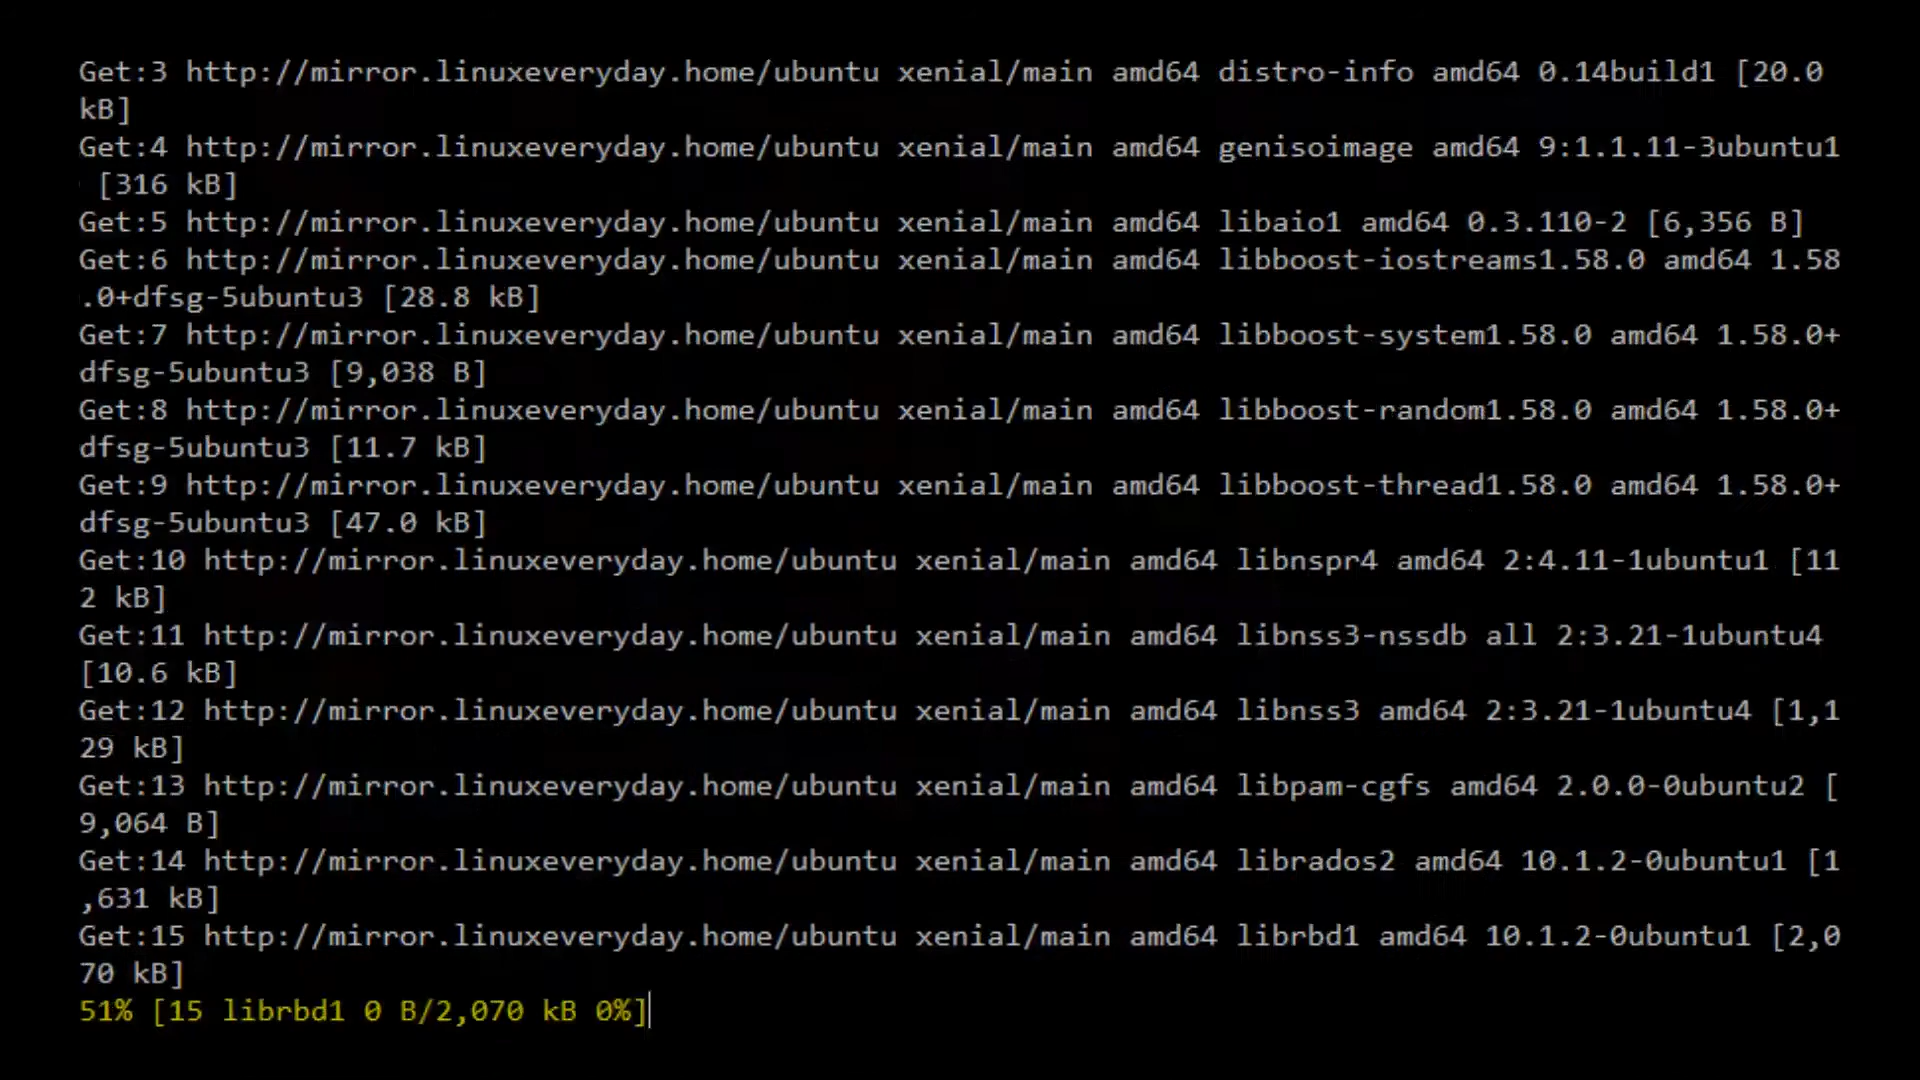 Get:3 http://mirror.linuxeveryday.home/ubuntu xenial/main amd64 distro-info amd64 0.14build1 [20.0
kB]
Get:4 http://mirror.linuxeveryday.home/ubuntu xenial/main amd64 genisoimage amd64 9:1.1.11-3ubuntu1
[316 kB]
Get:5 http://mirror.linuxeveryday.home/ubuntu xenial/main amd64 libaio1 amd64 0.3.110-2 [6,356 B]
Get:6 http://mirror.linuxeveryday.home/ubuntu xenial/main amd64 libboost-iostreams1.58.0 amd64 1.58
.0+dfsg-5ubuntu3 [28.8 kB]
Get:7 http://mirror.linuxeveryday.home/ubuntu xenial/main amd64 libboost-system1.58.0 amd64 1.58.0+
dfsg-5ubuntu3 [9,038 B]
Get:8 http://mirror.linuxeveryday.home/ubuntu xenial/main amd64 libboost-random1.58.0 amd64 1.58.0+
dfsg-5ubuntu3 [11.7 kB]
Get:9 http://mirror.linuxeveryday.home/ubuntu xenial/main amd64 libboost-thread1.58.0 amd64 1.58.0+
dfsg-5ubuntu3 [47.0 kB]
Get:10 http://mirror.linuxeveryday.home/ubuntu xenial/main amd64 libnspr4 amd64 2:4.11-1ubuntu1 [11
2 kB]
Get:11 http://mirror.linuxeveryday.home/ubuntu xenial/main amd64 libnss3-nssdb all 2:3.21-1ubuntu4
[10.6 kB]
Get:12 http://mirror.linuxeveryday.home/ubuntu xenial/main amd64 libnss3 amd64 2:3.21-1ubuntu4 [1,1
29 kB]
Get:13 http://mirror.linuxeveryday.home/ubuntu xenial/main amd64 libpam-cgfs amd64 2.0.0-0ubuntu2 [
9,064 B]
Get:14 http://mirror.linuxeveryday.home/ubuntu xenial/main amd64 librados2 amd64 10.1.2-0ubuntu1 [1
,631 kB]
Get:15 http://mirror.linuxeveryday.home/ubuntu xenial/main amd64 librbd1 amd64 10.1.2-0ubuntu1 [2,0
70 kB]
51% [15 librbd1 0 B/2,070 kB 0%]